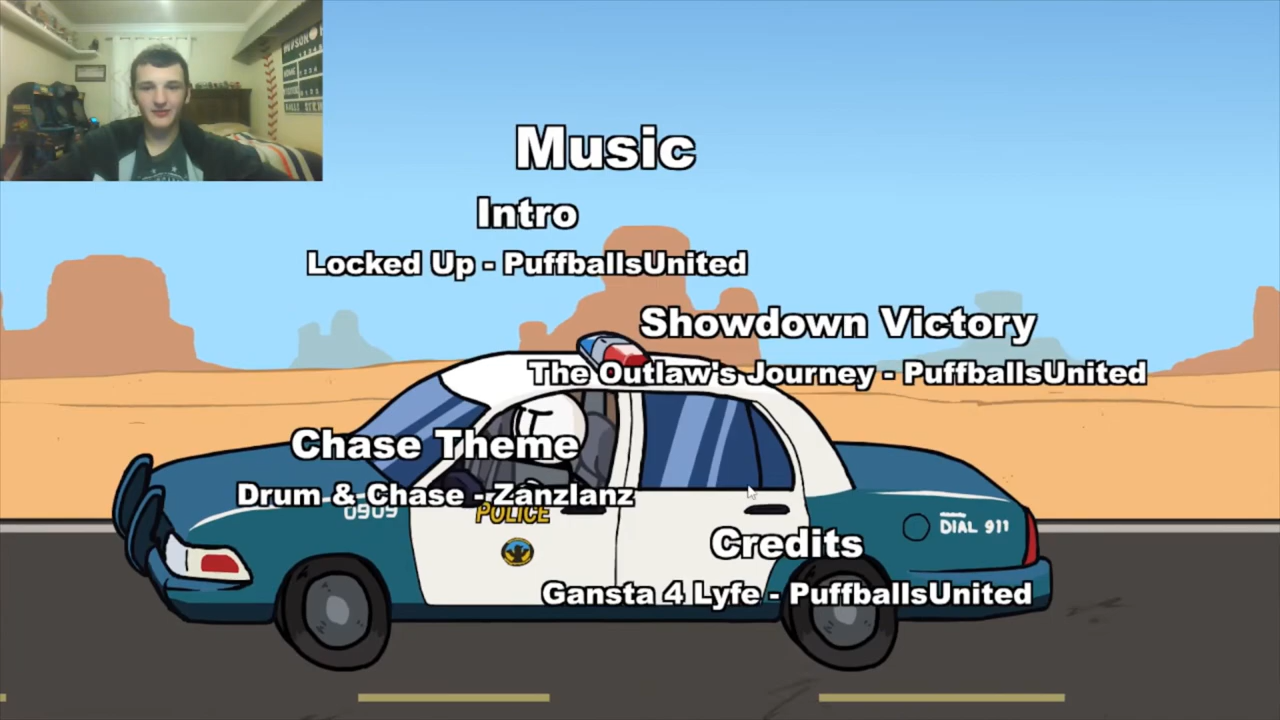 Music
Intro
Locked Up - PuffballsUnited
Showdown Victory
The Outlaw's Journey - PuffballsUnited
Chase Theme
Drum & Chase - Zanzlanz
0909
POLICE
DIAL 911
Credits
Gansta 4 Lyfe - PuffballsUnited